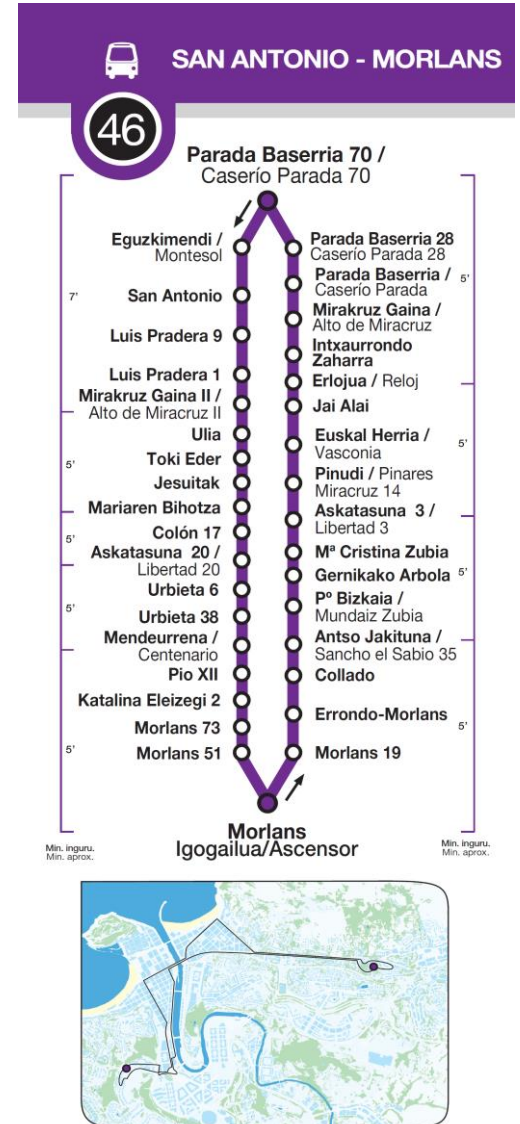 SAN ANTONIO - MORLANS
46
Parada Baserria 70 /
Caserío Parada 70
Eguzkimendi /
Montesol
San Antonio
Luis Pradera 9
Luis Pradera 1
Mirakruz Gaina II /
Alto de Miracruz II
Ulia
Toki Eder
Jesuitak
Mariaren Bihotza
Colón 17
Askatasuna 20 /
Libertad 20
Urbieta 6
Urbieta 38
Mendeurrena /
Centenario
Pio XII
Katalina Eleizegi 2
Morlans 73
Morlans 51
7'
5'
5'
5'
5'
Min. inguru.
Min. aprox.
Parada Baserria 28
Caserío Parada 28
Parada Baserria /
Caserío Parada
Mirakruz Gaina /
Alto de Miracruz
Intxaurrondo
Zaharra
Erlojua / Reloj
Jai Alai
Euskal Herria /
Vasconia
Pinudi / Pinares
Miracruz 14
Askatasuna 3 /
Libertad 3
Mª Cristina Zubia
Gernikako Arbola
Pº Bizkaia /
Mundaiz Zubia
Antso Jakituna /
Sancho el Sabio 35
Collado
Errondo-Morlans
Morlans 19
5'
5'
5'
5'
Min. inguru.
Min. aprox.
Morlans
Igogailua/Ascensor